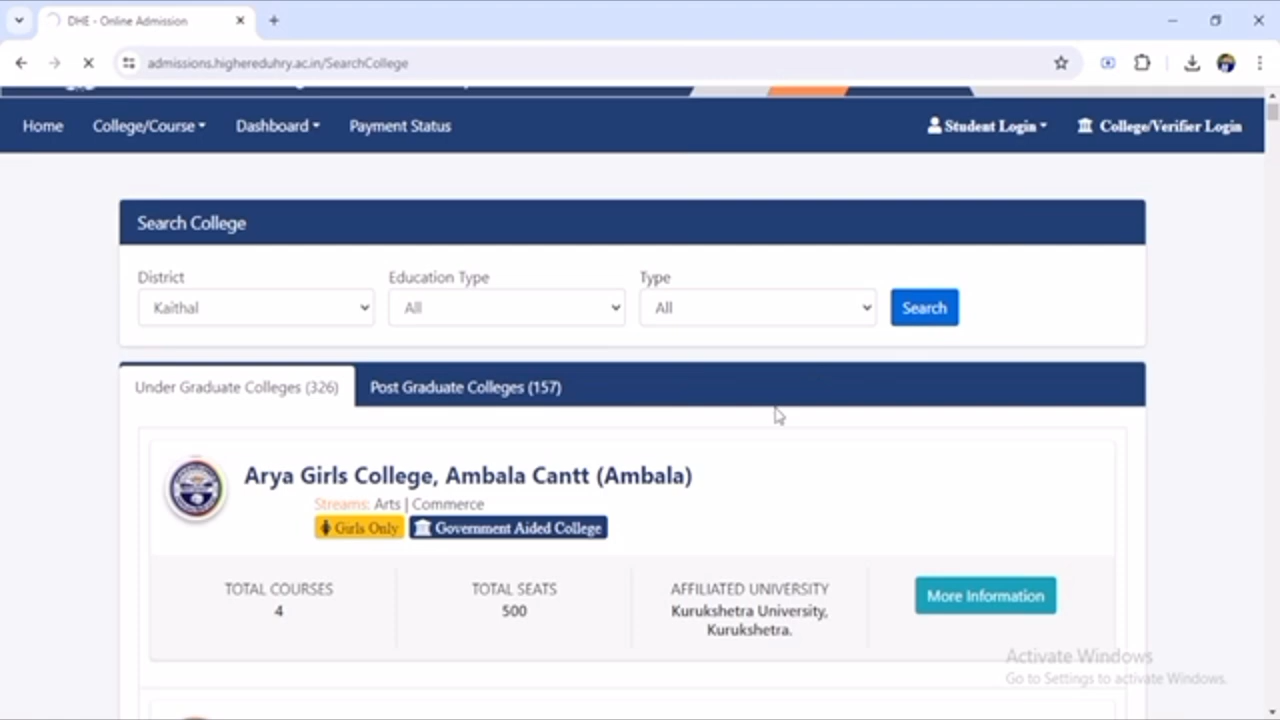 DHE - Online Admission
admissions.highereduhry.ac.in/SearchCollege
Home College/Course Dashboard Payment Status Student Login College/Verifier Login
Search College
District Education Type Type
Kaithal All All Search
Under Graduate Colleges (326) Post Graduate Colleges (157)
Arya Girls College, Ambala Cantt (Ambala)
Streams: Arts | Commerce
Girls Only Government Aided College
TOTAL COURSES TOTAL SEATS AFFILIATED UNIVERSITY
4 500 Kurukshetra University,
Kurukshetra.
More Information
Activate Windows
Go to Settings to activate Windows.